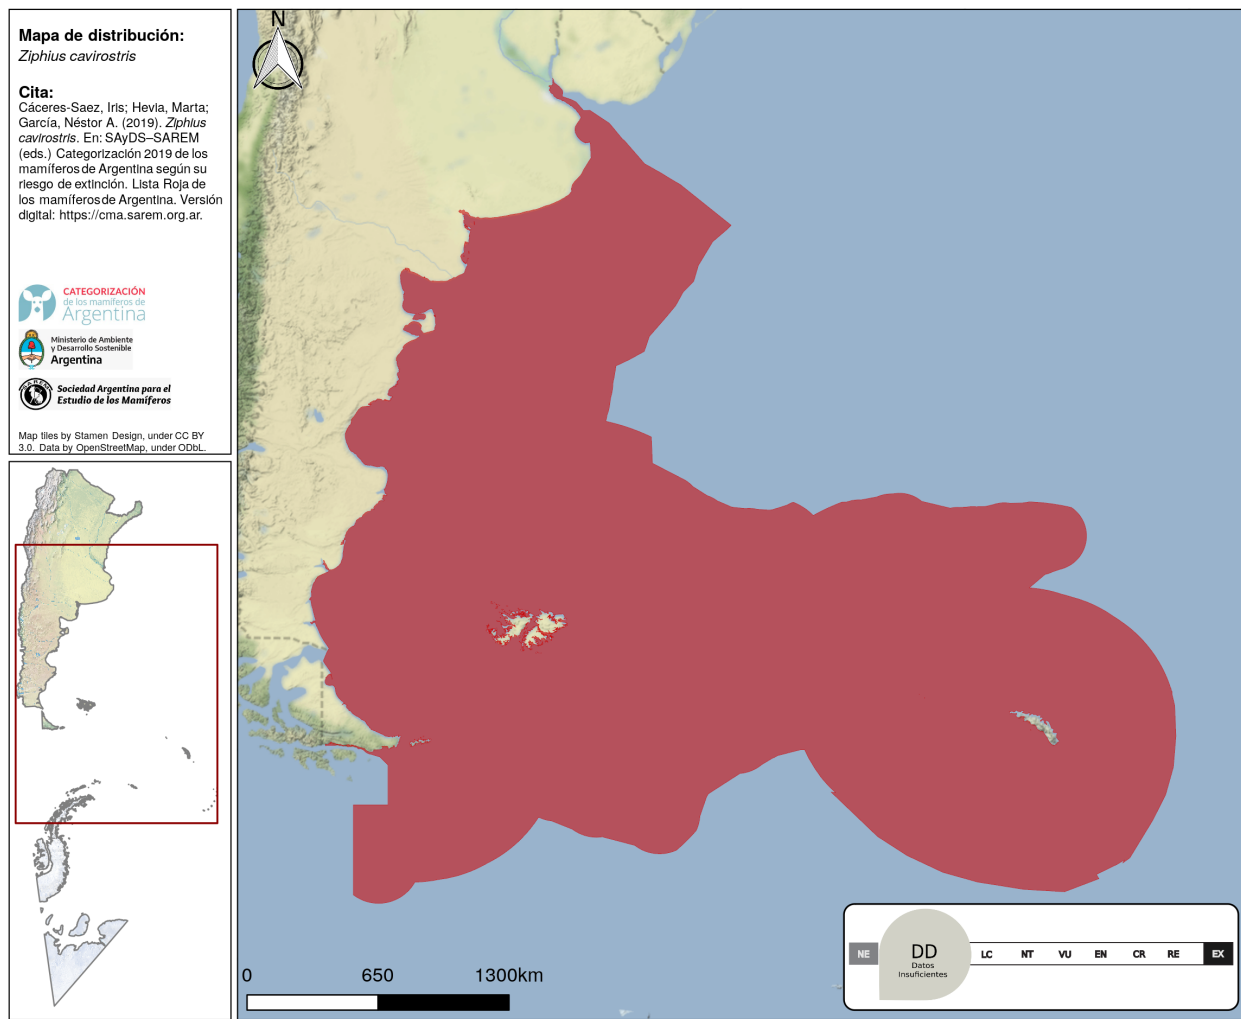 Mapa de distribución:
Ziphius cavirostris
Cita:
Cáceres-Saez, Iris; Hevia, Marta;
García, Néstor A. (2019). Ziphius
cavirostris. En: SAyDS–SAREM
(eds.) Categorización 2019 de los
mamíferos de Argentina según su
riesgo de extinción. Lista Roja de
los mamíferos de Argentina. Versión
digital: https://cma.sarem.org.ar.
CATEGORIZACIÓN
de los mamíferos de
Argentina
Ministerio de Ambiente
y Desarrollo Sostenible
Argentina
SAREM
Sociedad Argentina para el
Estudio de los Mamíferos
Map tiles by Stamen Design, under CC BY
3.0. Data by OpenStreetMap, under ODbL.
N
0 650 1300km
NE DD LC NT VU EN CR RE EX
Datos
Insuficientes